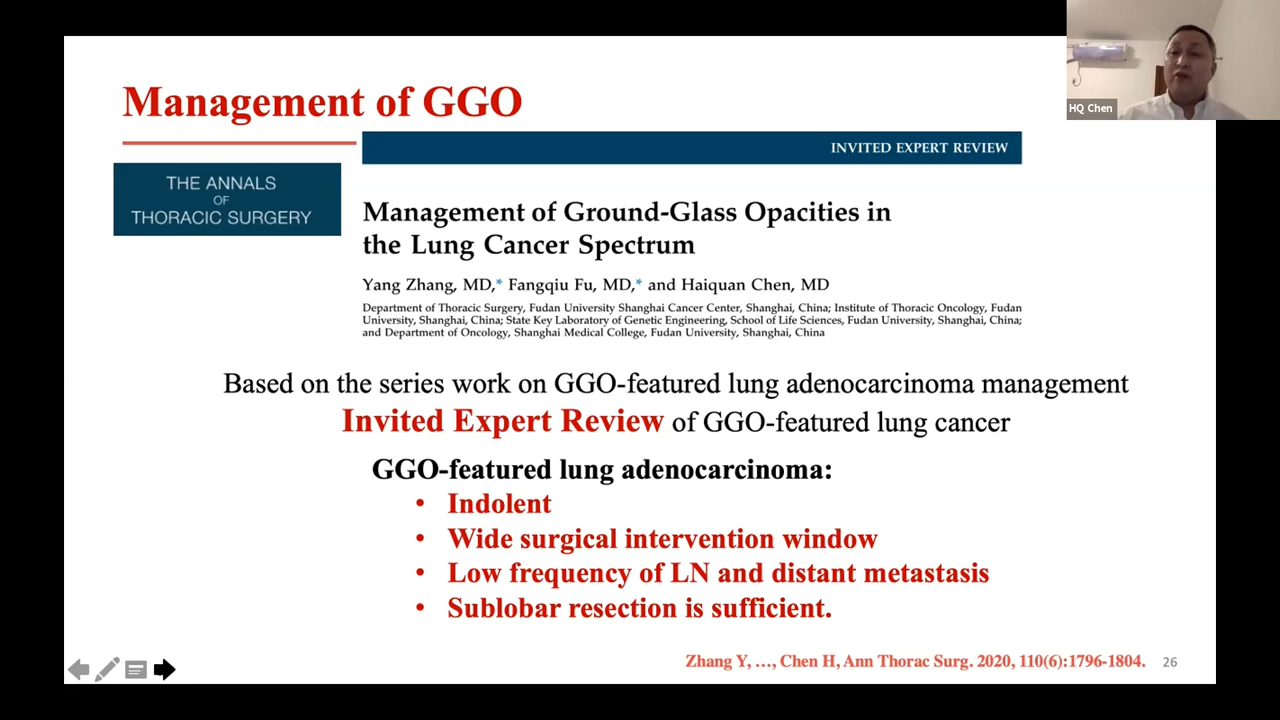 HQ Chen
Management of GGO
INVITED EXPERT REVIEW
THE ANNALS
OF
THORACIC SURGERY
Management of Ground-Glass Opacities in
the Lung Cancer Spectrum
Yang Zhang, MD,* Fangqiu Fu, MD,* and Haiquan Chen, MD
Department of Thoracic Surgery, Fudan University Shanghai Cancer Center, Shanghai, China; Institute of Thoracic Oncology, Fudan
University, Shanghai, China; State Key Laboratory of Genetic Engineering, School of Life Sciences, Fudan University, Shanghai, China;
and Department of Oncology, Shanghai Medical College, Fudan University, Shanghai, China
Based on the series work on GGO-featured lung adenocarcinoma management
Invited Expert Review of GGO-featured lung cancer
GGO-featured lung adenocarcinoma:
• Indolent
• Wide surgical intervention window
• Low frequency of LN and distant metastasis
• Sublobar resection is sufficient.
Zhang Y, …, Chen H, Ann Thorac Surg. 2020, 110(6):1796-1804.
26